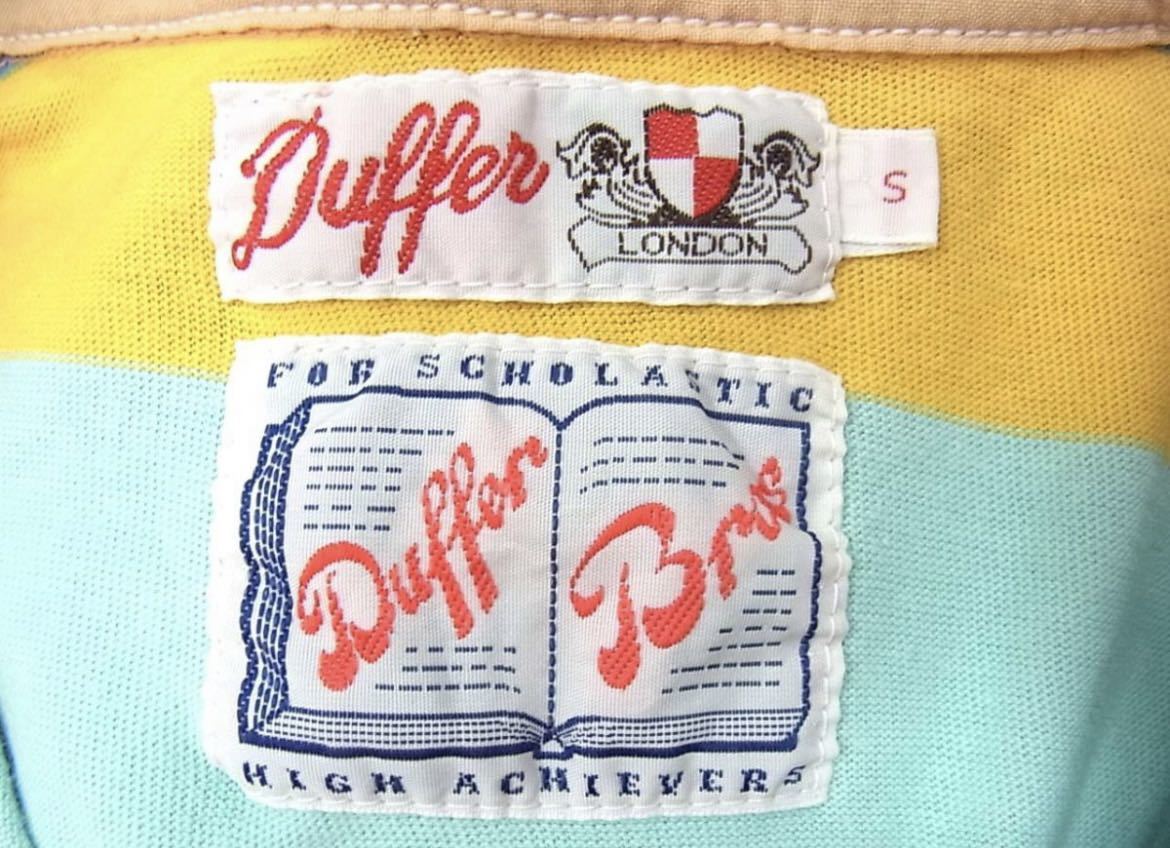 Duffer
LONDON
S
FOR SCHOLASTIC
Duffer
Bros
HIGH ACHIEVERS